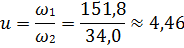 u = ω₁/ω₂ = 151,8/34,0 ≈ 4,46